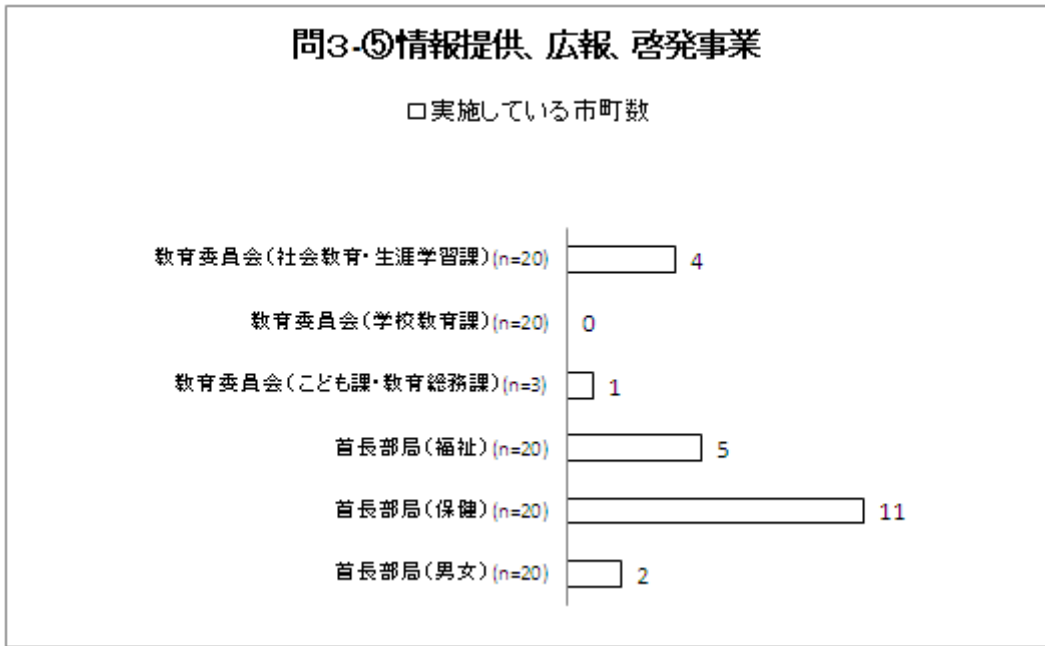 問3-⑤情報提供、広報、啓発事業
□実施している市町数
教育委員会(社会教育・生涯学習課)(n=20) 4
教育委員会(学校教育課)(n=20) 0
教育委員会(こども課・教育総務課)(n=3) 1
首長部局(福祉)(n=20) 5
首長部局(保健)(n=20) 11
首長部局(男女)(n=20) 2